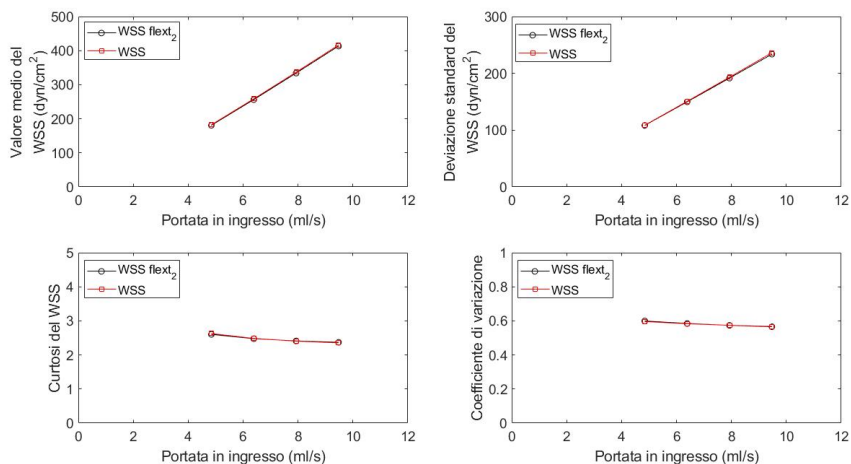 Valore medio del
WSS (dyn/cm²)
500
400
300
200
100
0
WSS flext₂
WSS
0 2 4 6 8 10 12
Portata in ingresso (ml/s)
Deviazione standard del
WSS (dyn/cm²)
300
200
100
0
WSS flext₂
WSS
0 2 4 6 8 10 12
Portata in ingresso (ml/s)
Curtosi del WSS
5
4
3
2
1
0
WSS flext₂
WSS
0 2 4 6 8 10 12
Portata in ingresso (ml/s)
Coefficiente di variazione
1
0.8
0.6
0.4
0.2
0
WSS flext₂
WSS
0 2 4 6 8 10 12
Portata in ingresso (ml/s)